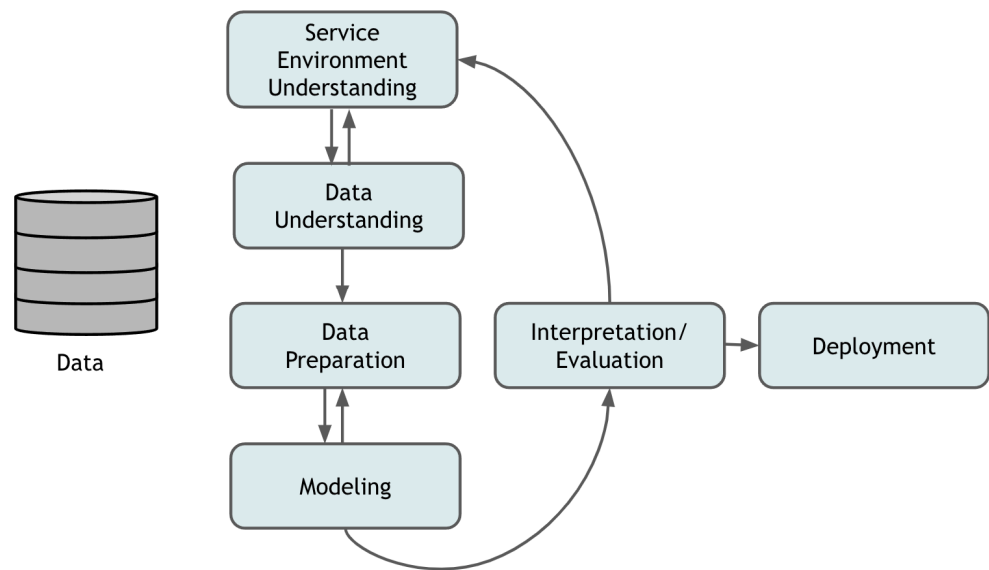 Service
Environment
Understanding
Data
Understanding
Data
Data
Preparation
Interpretation/
Evaluation
Deployment
Modeling